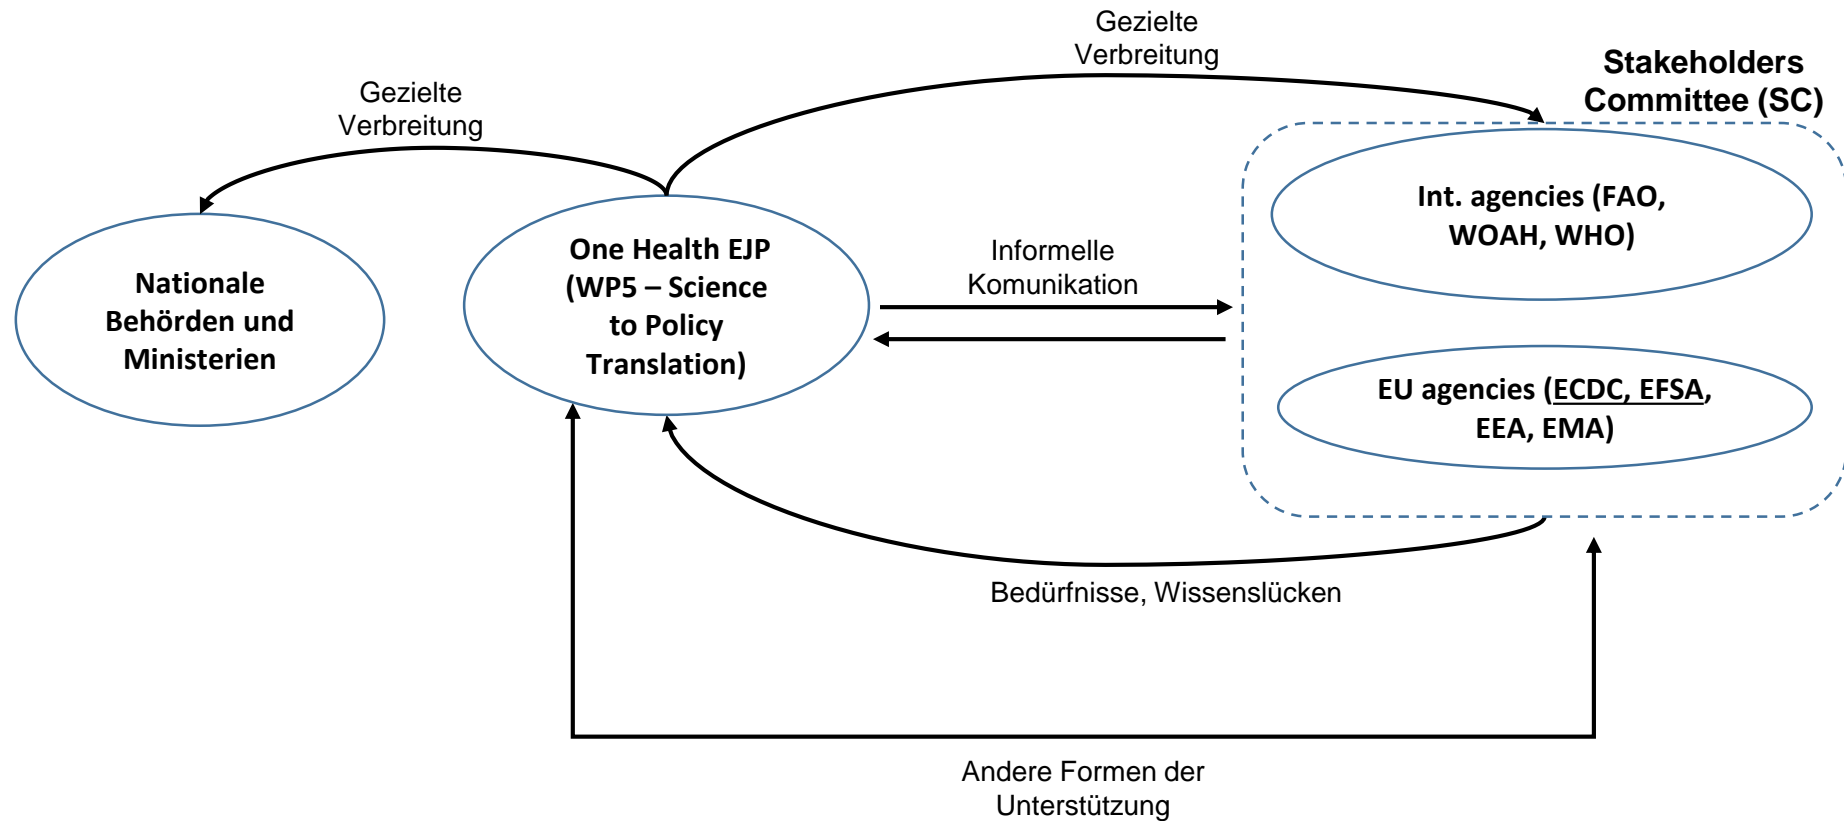 Gezielte
Verbreitung
Stakeholders
Committee (SC)
Gezielte
Verbreitung
Int. agencies (FAO,
WOAH, WHO)
One Health EJP
(WP5 – Science
to Policy
Translation)
Informelle
Komunikation
Nationale
Behörden und
Ministerien
EU agencies (ECDC, EFSA,
EEA, EMA)
Bedürfnisse, Wissenslücken
Andere Formen der
Unterstützung